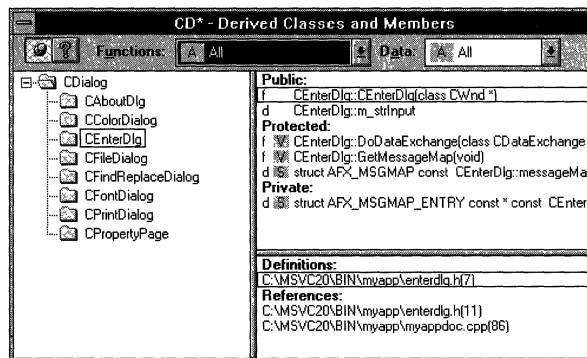 CD* - Derived Classes and Members
Functions: A All Data: A All
CDialog
CAboutDlg
CColorDialog
CEnterDlg
CFileDialog
CFindReplaceDialog
CFontDialog
CPrintDialog
CPropertyPage
Public:
f CEnterDlg::CEnterDlg(class CWnd *)
d CEnterDlg::m_strInput
Protected:
f V CEnterDlg::DoDataExchange(class CDataExchange
f V CEnterDlg::GetMessageMap(void)
d S struct AFX_MSGMAP const CEnterDlg::messageMa
Private:
d S struct AFX_MSGMAP_ENTRY const * const CEnter
Definitions:
C:\MSVC20\BIN\myapp\enterdlg.h(7)
References:
C:\MSVC20\BIN\myapp\enterdlg.h(11)
C:\MSVC20\BIN\myapp\myappdoc.cpp(86)